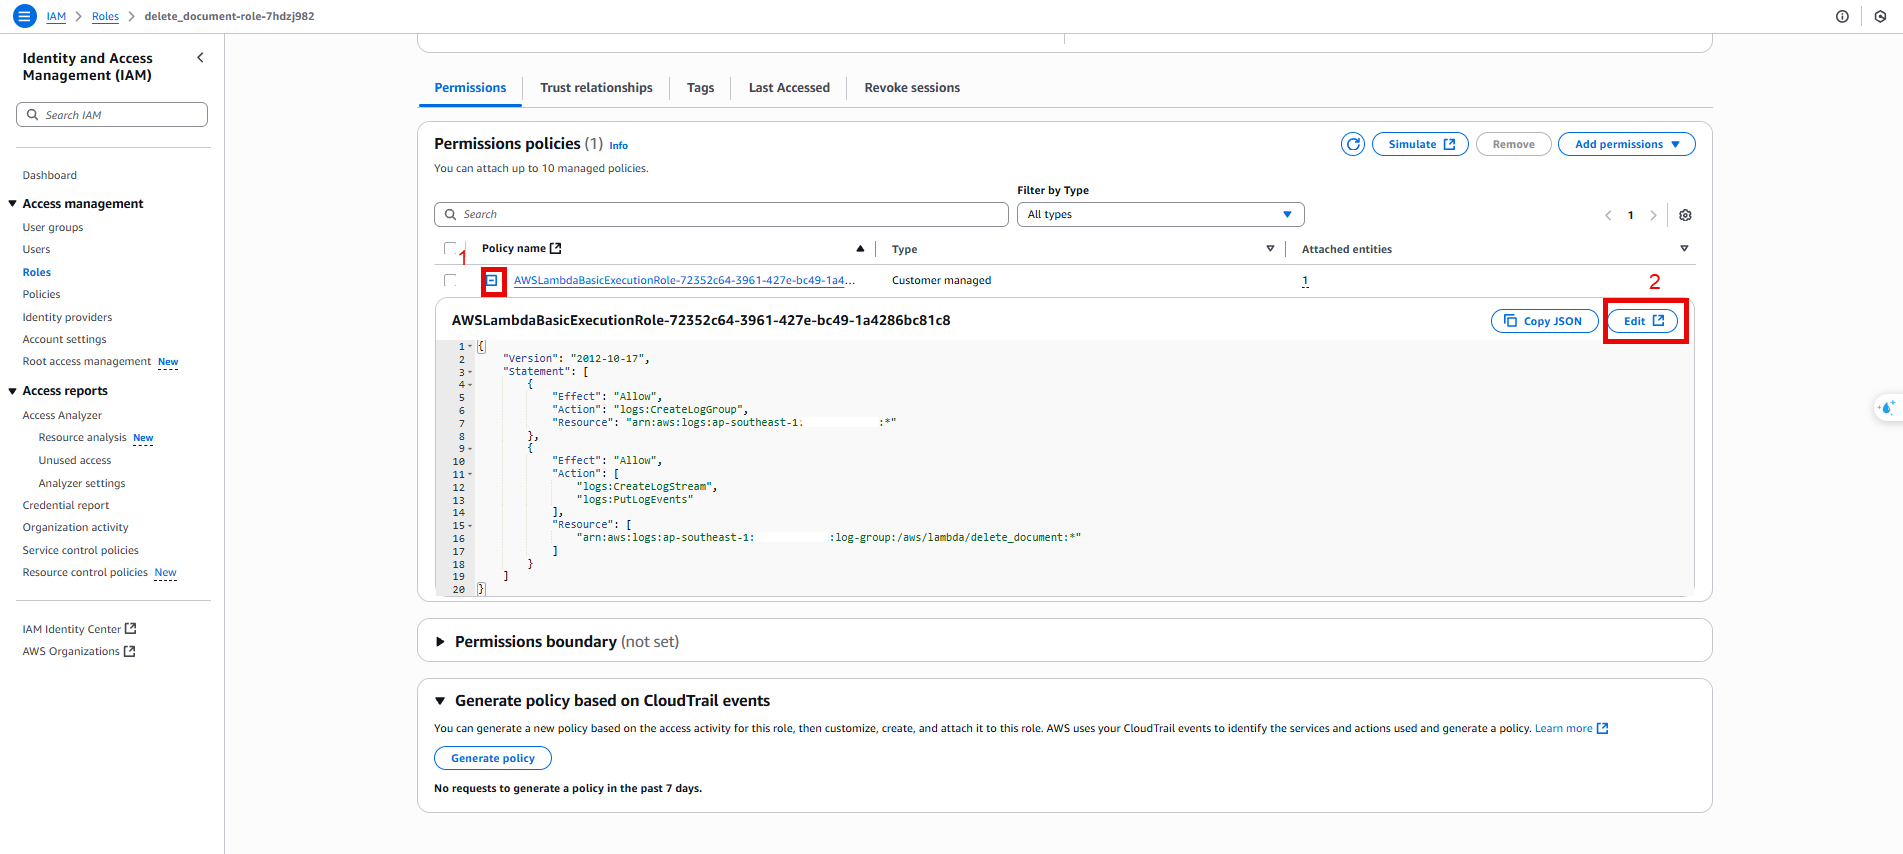 IAM > Roles > delete_document-role-7hdzj982
Identity and Access
Management (IAM)
Search IAM
Dashboard
Access management
User groups
Users
Roles
Policies
Identity providers
Account settings
Root access management New
Access reports
Access Analyzer
Resource analysis New
Unused access
Analyzer settings
Credential report
Organization activity
Service control policies
Resource control policies New
IAM Identity Center
AWS Organizations
Permissions Trust relationships Tags Last Accessed Revoke sessions
Permissions policies (1) Info
Simulate Remove Add permissions
You can attach up to 10 managed policies.
Filter by Type
Search All types 1
Policy name Type Attached entities
1
AWSLambdaBasicExecutionRole-72352c64-3961-427e-bc49-1a4... Customer managed 1
2
AWSLambdaBasicExecutionRole-72352c64-3961-427e-bc49-1a4286bc81c8 Copy JSON Edit
1 {
2 "Version": "2012-10-17",
3 "Statement": [
4 {
5 "Effect": "Allow",
6 "Action": "logs:CreateLogGroup",
7 "Resource": "arn:aws:logs:ap-southeast-1: :*"
8 },
9 {
10 "Effect": "Allow",
11 "Action": [
12 "logs:CreateLogStream",
13 "logs:PutLogEvents"
14 ],
15 "Resource": [
16 "arn:aws:logs:ap-southeast-1: :log-group:/aws/lambda/delete_document:*"
17 ]
18 }
19 ]
20 }
Permissions boundary (not set)
Generate policy based on CloudTrail events
You can generate a new policy based on the access activity for this role, then customize, create, and attach it to this role. AWS uses your CloudTrail events to identify the services and actions used and generate a policy. Learn more
Generate policy
No requests to generate a policy in the past 7 days.